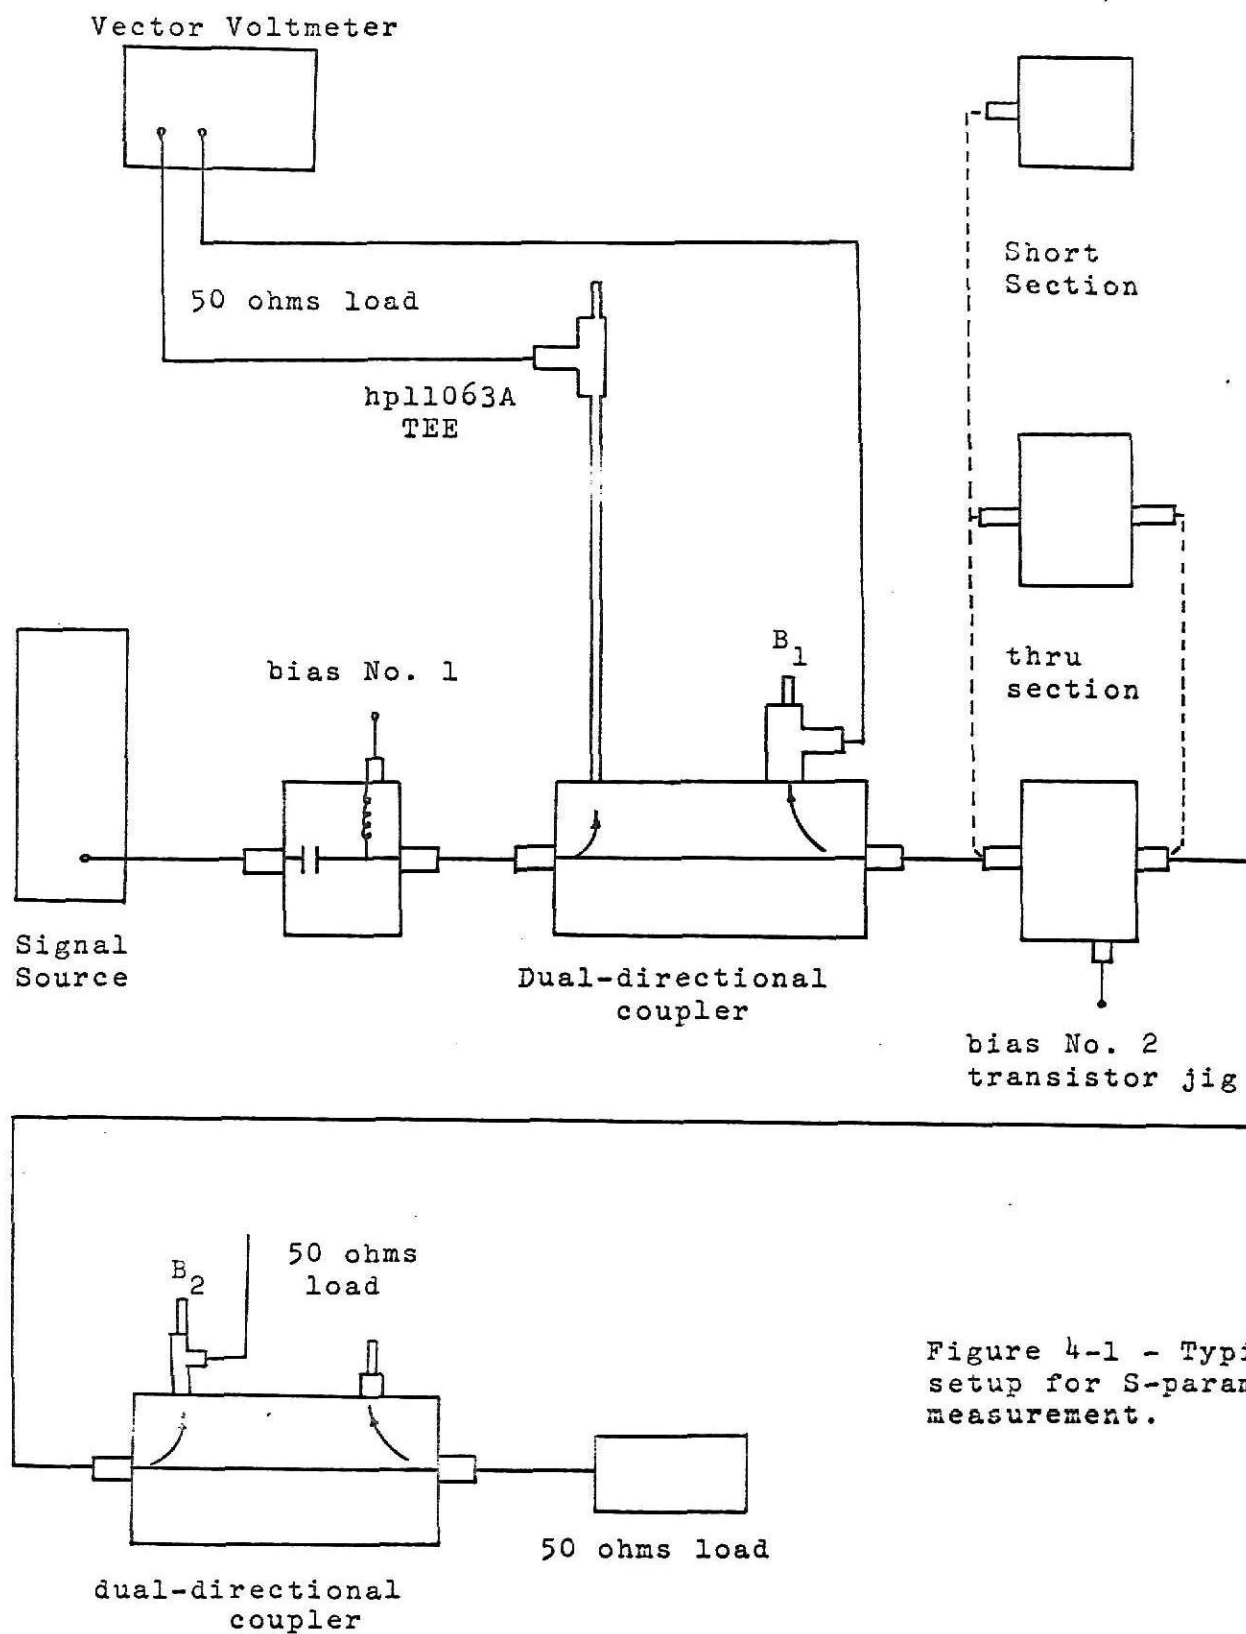 Vector Voltmeter
50 ohms load
hp11063A
TEE
Short
Section
B1
bias No. 1
thru
section
Signal
Source
Dual-directional
coupler
bias No. 2
transistor jig
B2
50 ohms
load
50 ohms load
dual-directional
coupler
Figure 4-1 - Typi
setup for S-param
measurement.